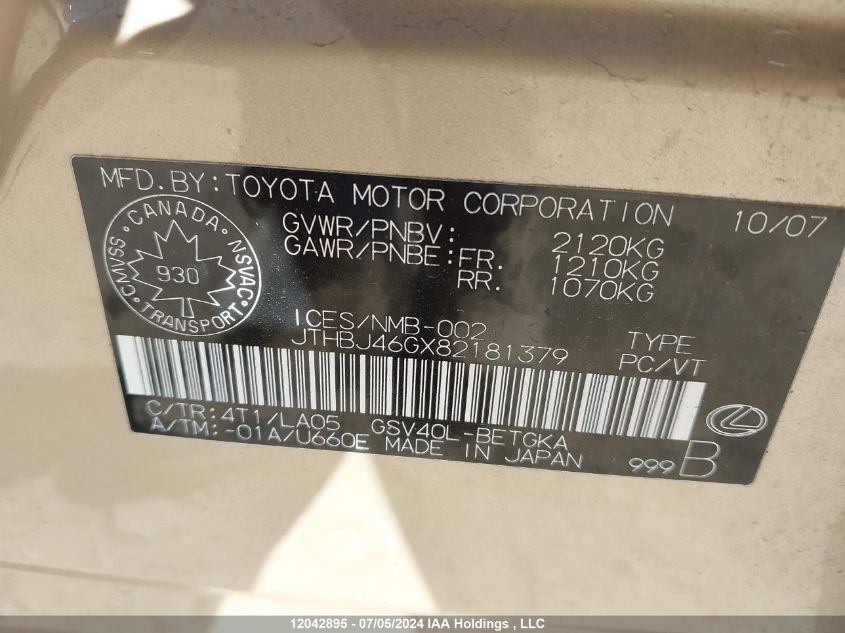 MFD. BY: TOYOTA MOTOR CORPORATION 10/07
GVWR/PNBV: 2120KG
GAWR/PNBE: FR. 1210KG
RR. 1070KG
CANADA
CMVSS NSVAC
930
TRANSPORT
ICES/NMB-002
JTHBJ46GX82181379
TYPE
PC/VT
C/TR: 4T1/LA05 GSV40L-BETGKA
A/TM: -01A/U660E MADE IN JAPAN
999 B
12042895 - 07/05/2024 IAA Holdings , LLC